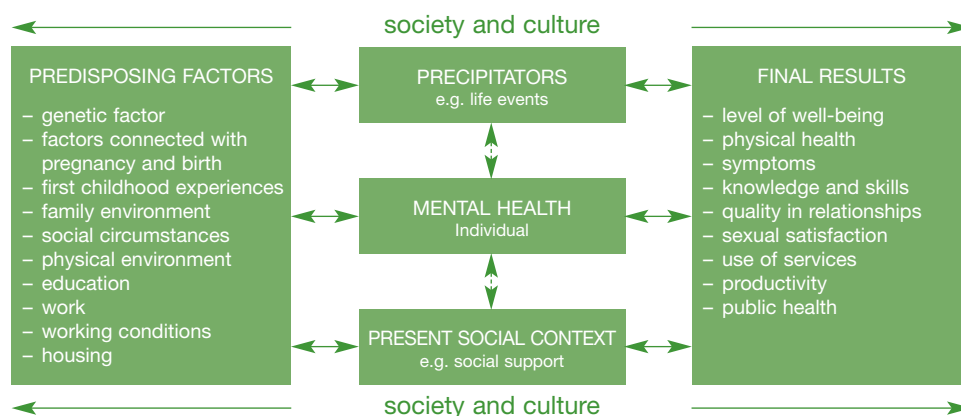 society and culture
PREDISPOSING FACTORS
– genetic factor
– factors connected with
pregnancy and birth
– first childhood experiences
– family environment
– social circumstances
– physical environment
– education
– work
– working conditions
– housing
PRECIPITATORS
e.g. life events
MENTAL HEALTH
Individual
PRESENT SOCIAL CONTEXT
e.g. social support
FINAL RESULTS
– level of well-being
– physical health
– symptoms
– knowledge and skills
– quality in relationships
– sexual satisfaction
– use of services
– productivity
– public health
society and culture